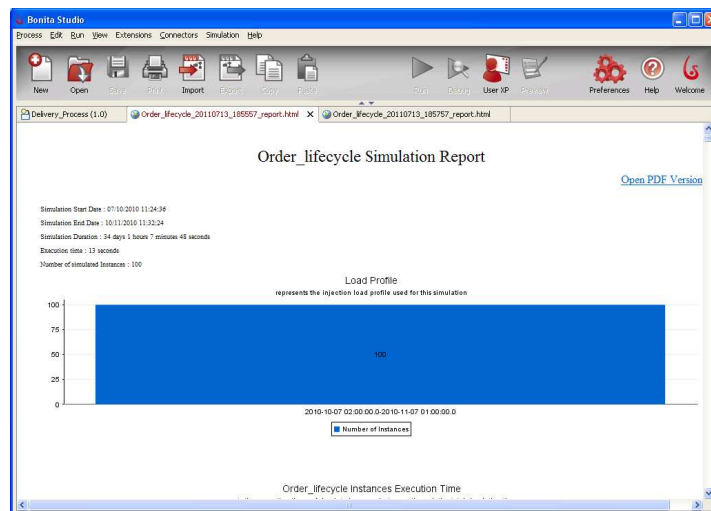 Bonita Studio
Process Edit Run View Extensions Connectors Simulation Help
New Open Save Print Import Export Copy Paste Run Debug User XP Preview Preferences Help Welcome
Delivery_Process (1.0) Order_lifecycle_20110713_185557_report.html X Order_lifecycle_20110713_185757_report.html
Order_lifecycle Simulation Report
Open PDF Version
Simulation Start Date : 07/10/2010 11:24:36
Simulation End Date : 10/11/2010 11:32:24
Simulation Duration : 34 days 1 hours 7 minutes 48 seconds
Execution time : 13 seconds
Number of simulated Instances : 100
Load Profile
represents the injection load profile used for this simulation
100
75
50
25
0
100
2010-10-07 02:00:00.0-2010-11-07 01:00:00.0
Number of Instances
Order_lifecycle Instances Execution Time